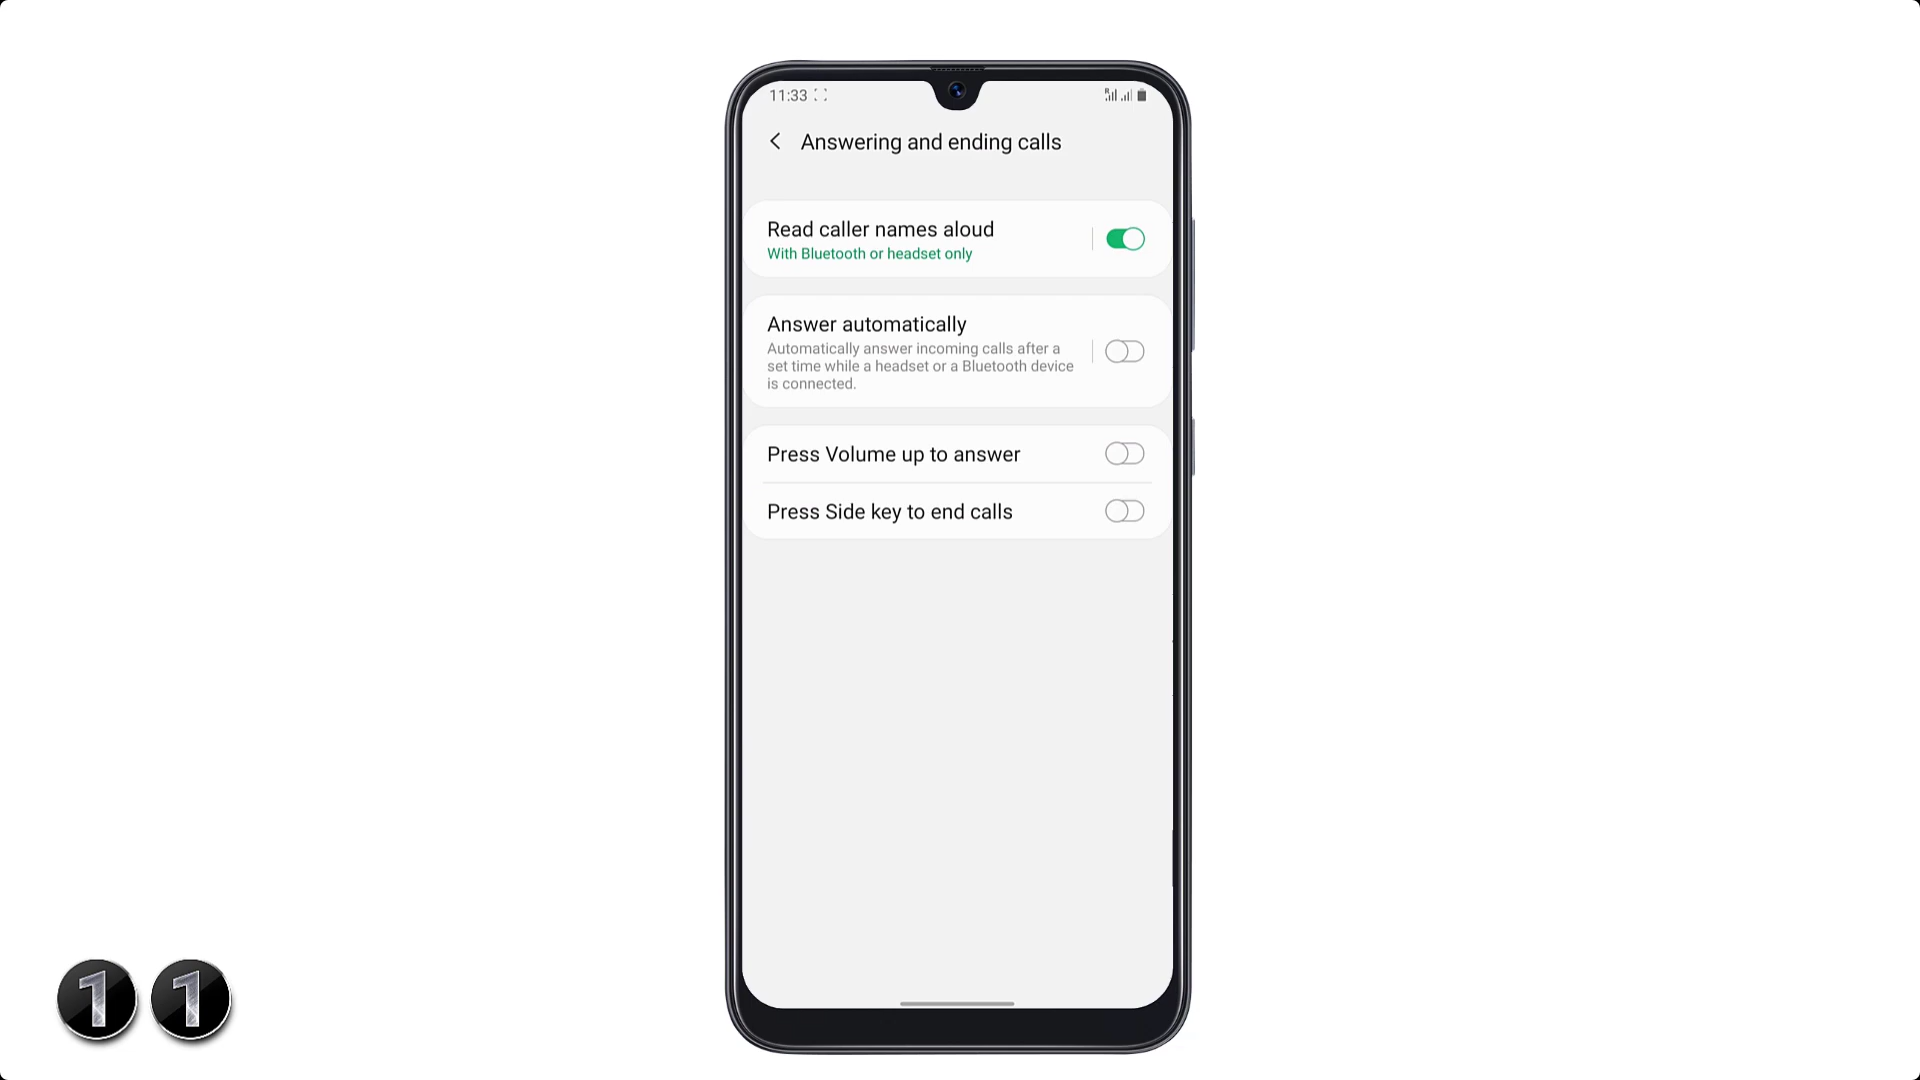 11:33
Answering and ending calls
Read caller names aloud
With Bluetooth or headset only
Answer automatically
Automatically answer incoming calls after a
set time while a headset or a Bluetooth device
is connected.
Press Volume up to answer
Press Side key to end calls
1 1